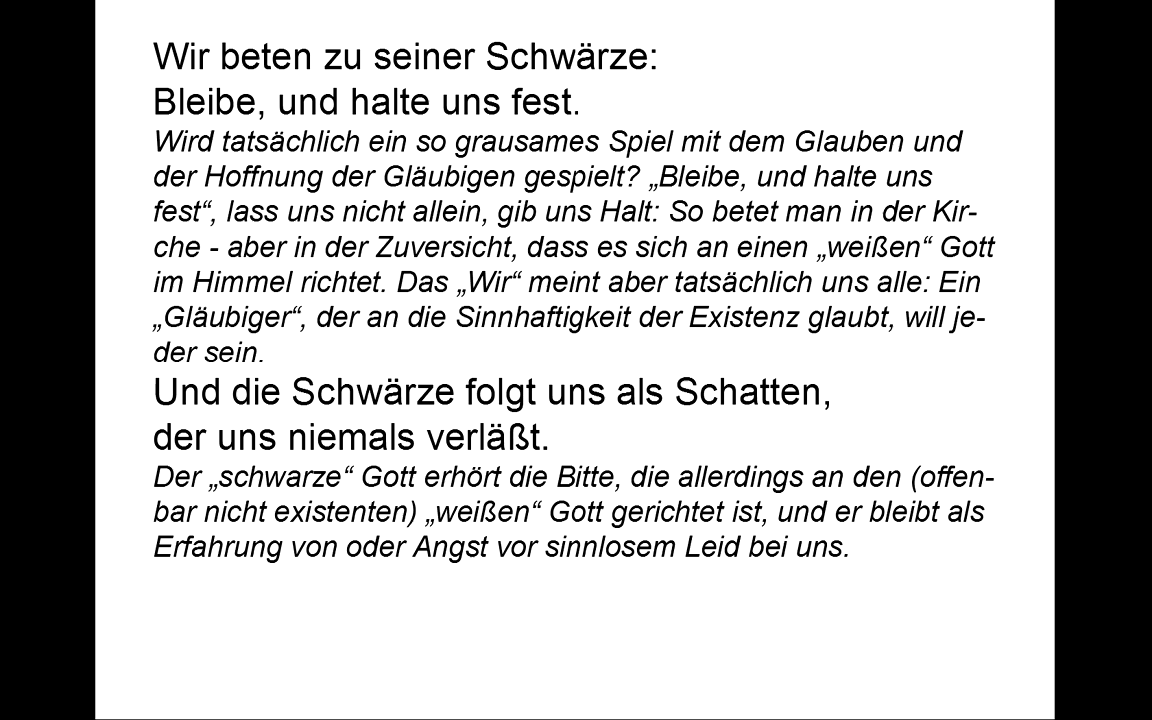 Wir beten zu seiner Schwärze:
Bleibe, und halte uns fest.
Wird tatsächlich ein so grausames Spiel mit dem Glauben und
der Hoffnung der Gläubigen gespielt? „Bleibe, und halte uns
fest“, lass uns nicht allein, gib uns Halt: So betet man in der Kir-
che - aber in der Zuversicht, dass es sich an einen „weißen“ Gott
im Himmel richtet. Das „Wir“ meint aber tatsächlich uns alle: Ein
„Gläubiger“, der an die Sinnhaftigkeit der Existenz glaubt, will je-
der sein.
Und die Schwärze folgt uns als Schatten,
der uns niemals verläßt.
Der „schwarze“ Gott erhört die Bitte, die allerdings an den (offen-
bar nicht existenten) „weißen“ Gott gerichtet ist, und er bleibt als
Erfahrung von oder Angst vor sinnlosem Leid bei uns.